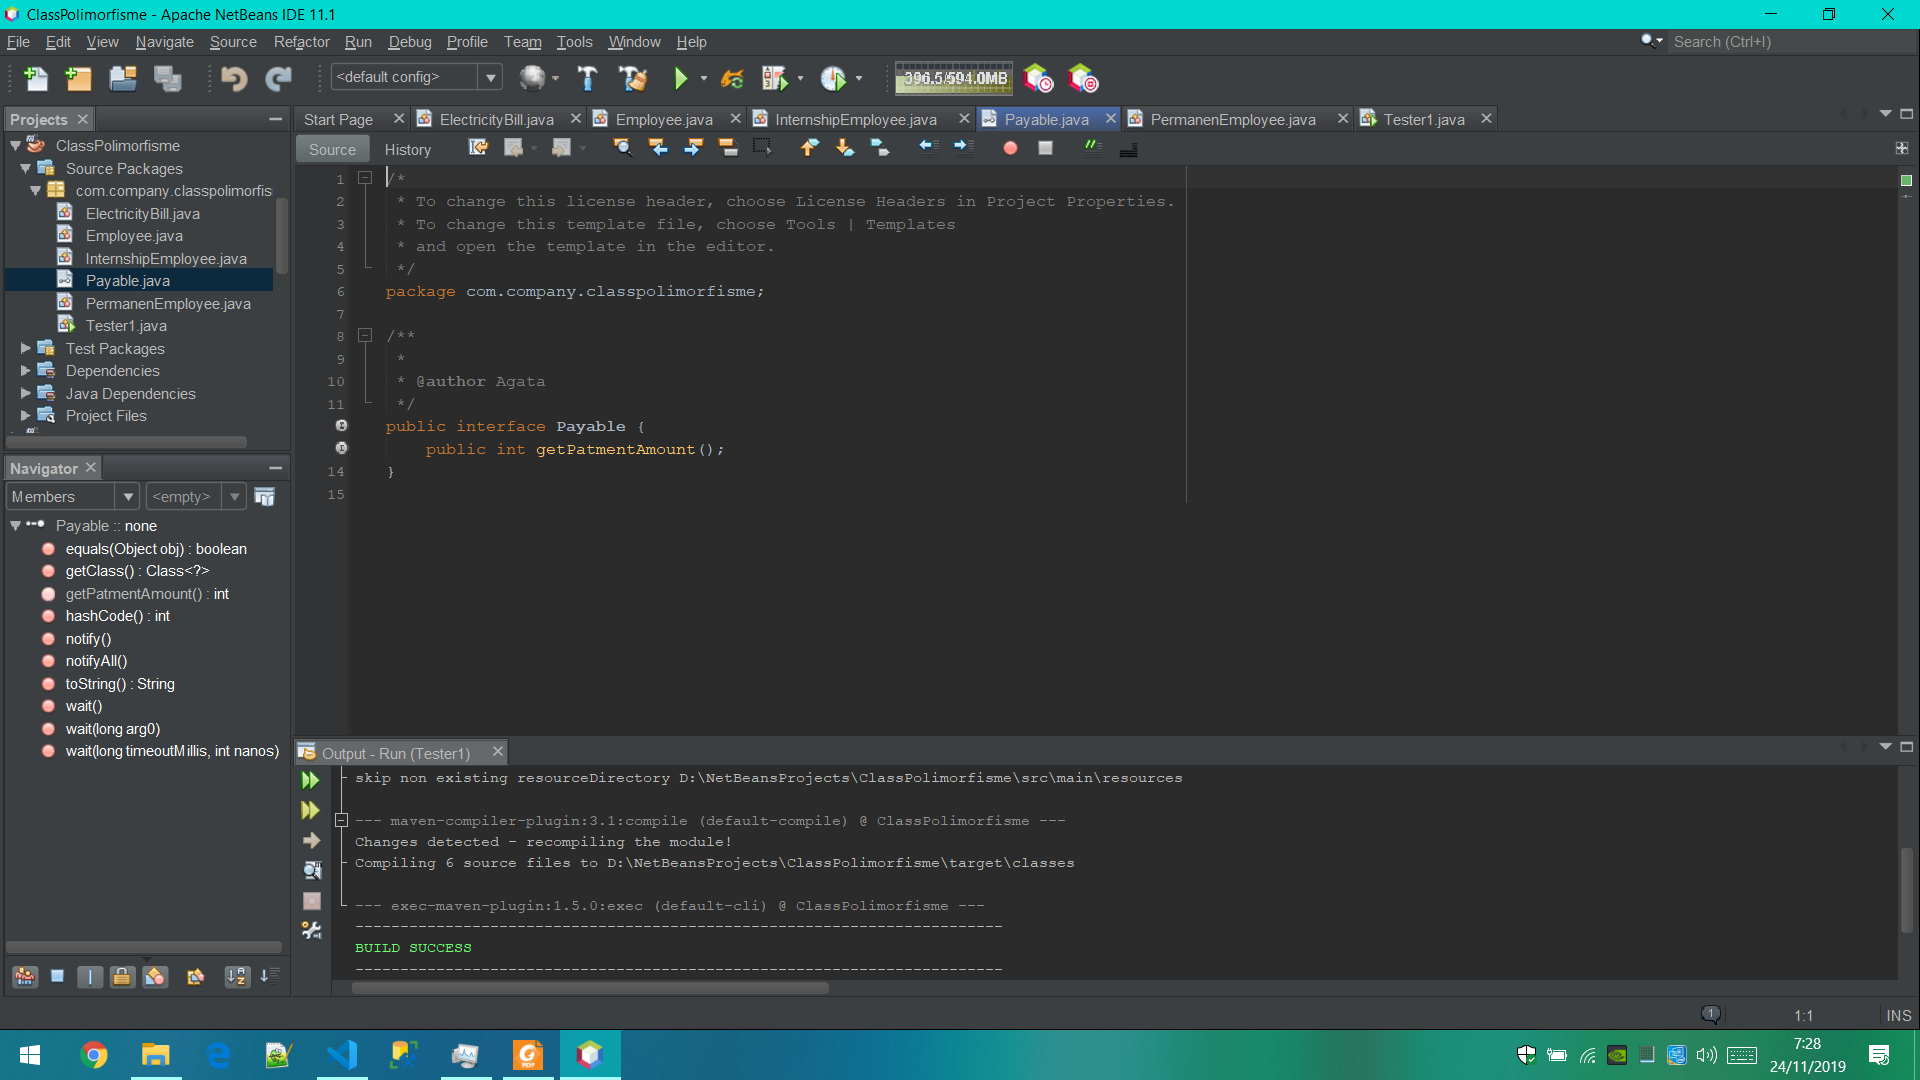 ClassPolimorfisme - Apache NetBeans IDE 11.1
File Edit View Navigate Source Refactor Run Debug Profile Team Tools Window Help
Search (Ctrl+I)
<default config>
396.5/594.0MB
Projects
ClassPolimorfisme
Source Packages
com.company.classpolimorfis
ElectricityBill.java
Employee.java
InternshipEmployee.java
Payable.java
PermanenEmployee.java
Tester1.java
Test Packages
Dependencies
Java Dependencies
Project Files
Navigator
Members <empty>
Payable :: none
equals(Object obj) : boolean
getClass() : Class<?>
getPatmentAmount() : int
hashCode() : int
notify()
notifyAll()
toString() : String
wait()
wait(long arg0)
wait(long timeoutMillis, int nanos)
Start Page ElectricityBill.java Employee.java InternshipEmployee.java Payable.java PermanenEmployee.java Tester1.java
Source History
1 /*
2 * To change this license header, choose License Headers in Project Properties.
3 * To change this template file, choose Tools | Templates
4 * and open the template in the editor.
5 */
6 package com.company.classpolimorfisme;
7
8 /**
9 *
10 * @author Agata
11 */
public interface Payable {
public int getPatmentAmount();
14 }
15
Output - Run (Tester1)
skip non existing resourceDirectory D:\NetBeansProjects\ClassPolimorfisme\src\main\resources
--- maven-compiler-plugin:3.1:compile (default-compile) @ ClassPolimorfisme ---
Changes detected - recompiling the module!
Compiling 6 source files to D:\NetBeansProjects\ClassPolimorfisme\target\classes
--- exec-maven-plugin:1.5.0:exec (default-cli) @ ClassPolimorfisme ---
------------------------------------------------------------------------
BUILD SUCCESS
------------------------------------------------------------------------
1 1:1 INS
7:28
24/11/2019